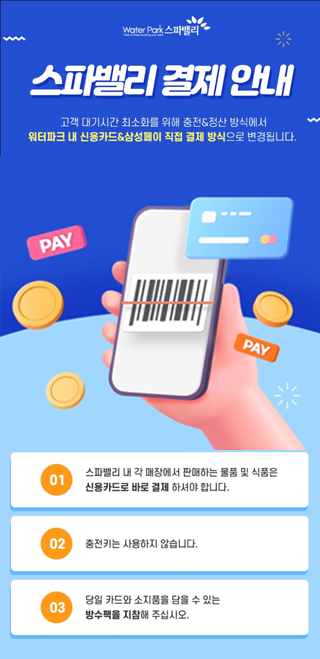 Water Park 스파밸리
스파밸리 결제 안내
고객 대기시간 최소화를 위해 충전&정산 방식에서
워터파크 내 신용카드&삼성페이 직접 결제 방식으로 변경됩니다.
PAY
PAY
01
스파밸리 내 각 매장에서 판매하는 물품 및 식품은
신용카드로 바로 결제 하셔야 합니다.
02
충전키는 사용하지 않습니다.
03
당일 카드와 소지품을 담을 수 있는
방수팩을 지참해 주십시오.